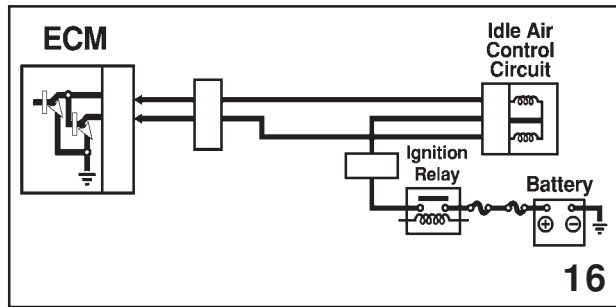 ECM
Idle Air
Control
Circuit
Ignition
Relay
Battery
+ −
16